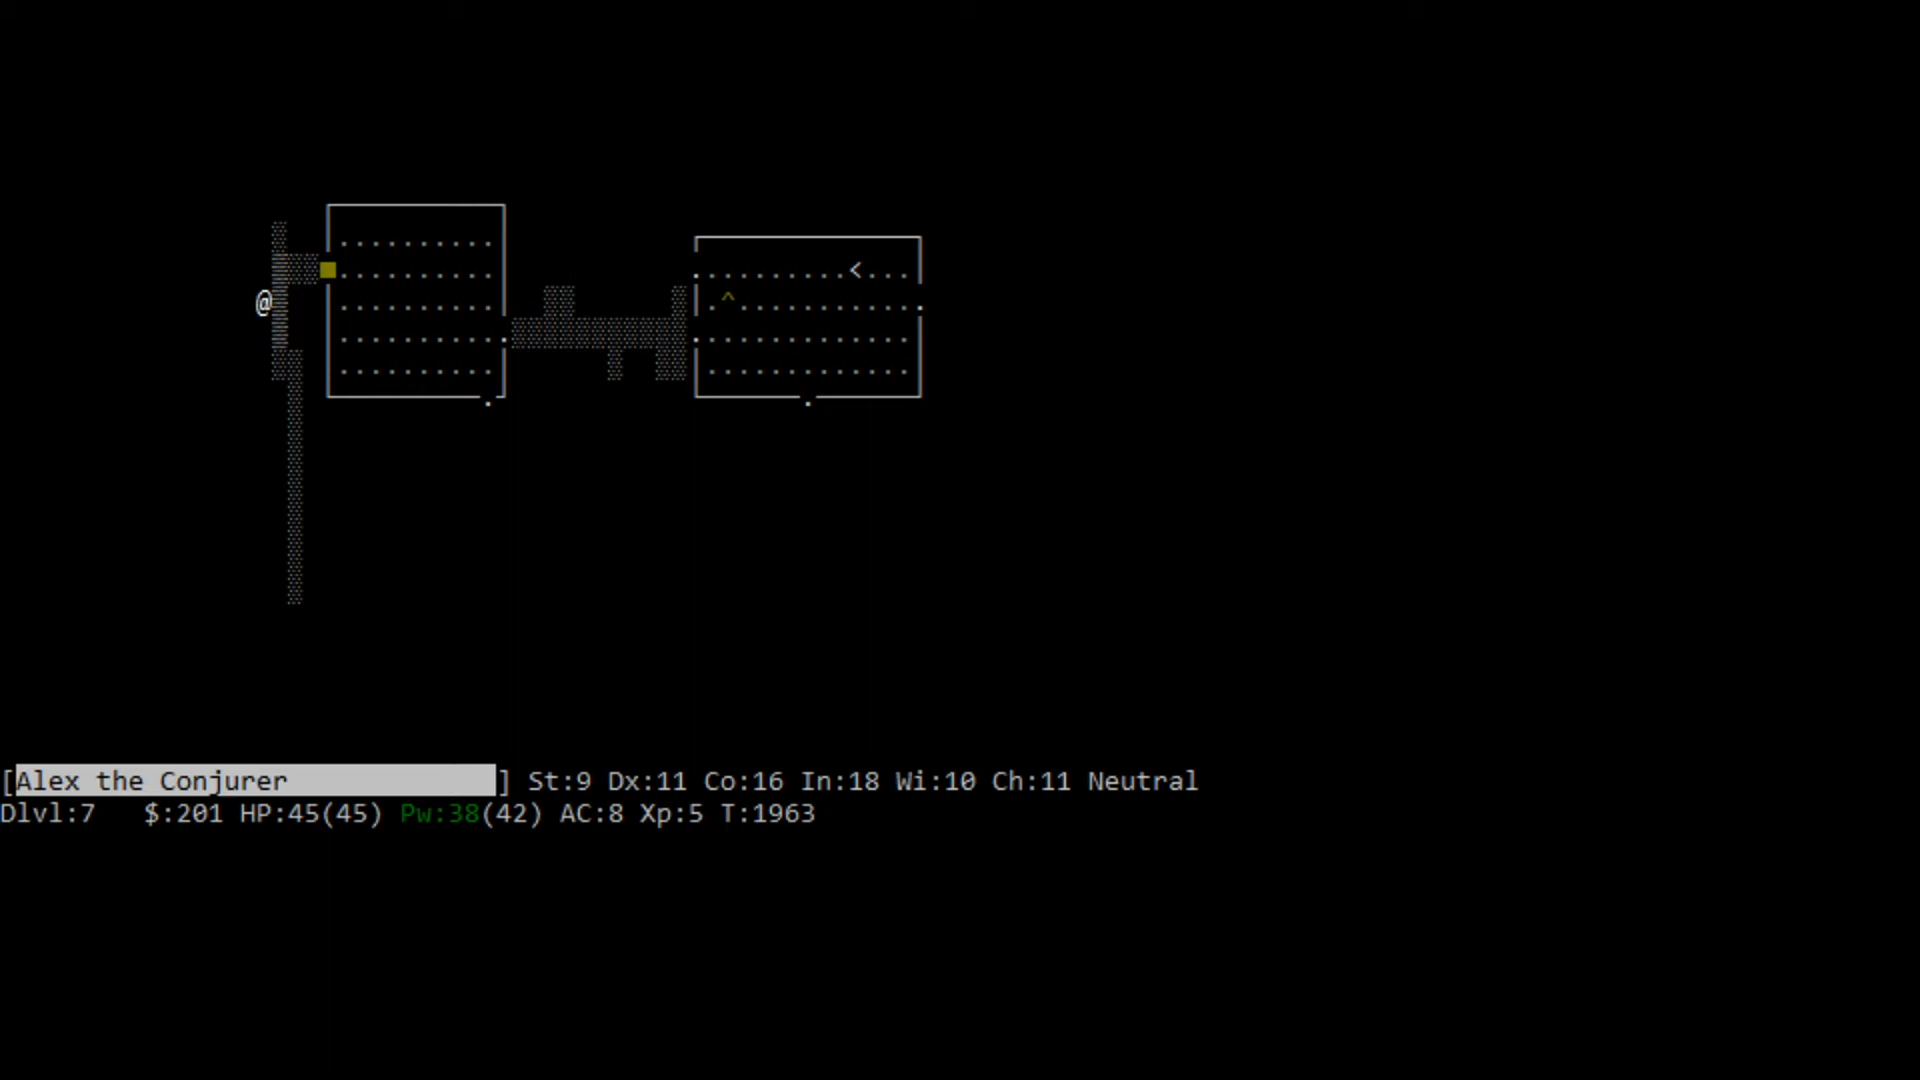 ..........
......... <...
@ .......... .^...........
........... ..............
.......... .............
. .
[Alex the Conjurer ] St:9 Dx:11 Co:16 In:18 Wi:10 Ch:11 Neutral
Dlvl:7 $:201 HP:45(45) Pw:38(42) AC:8 Xp:5 T:1963